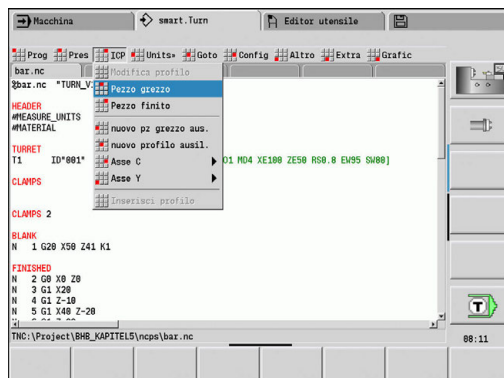 Macchina
smart.Turn
Editor utensile
Prog Pres ICP Units» Goto Config Altro Extra Grafic
bar.nc
Modifica profilo
%bar.nc "TURN_V
Pezzo grezzo
HEADER
Pezzo finito
#MEASURE_UNITS
#MATERIAL
nuovo pz grezzo aus.
nuovo profilo ausil.
TURRET
T1 ID"001"
Asse C
O1 MD4 XE100 ZE50 RS0.8 EW95 SW80]
Asse Y
CLAMPS
Inserisci profilo
CLAMPS 2
BLANK
N 1 G20 X50 Z41 K1
FINISHED
N 2 G0 X0 Z0
N 3 G1 X20
N 4 G1 Z-10
N 5 G1 X40 Z-20
TNC:\Project\BHB_KAPITEL5\ncps\bar.nc
T
08:11